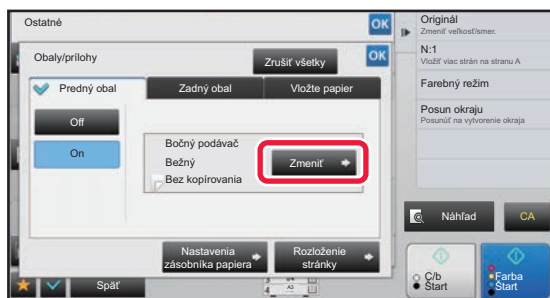 Ostatné
OK
Obaly/prílohy
Zrušiť všetky
OK
Predný obal
Zadný obal
Vložte papier
Off
On
Bočný podávač
Bežný
Bez kopírovania
Zmeniť
Nastavenia
zásobníka papiera
Rozloženie
stránky
Späť
A3
Originál
Zmeniť veľkosť/smer.
N:1
Vložiť viac strán na stranu A
Farebný režim
Posun okraju
Posunúť na vytvorenie okraja
Náhľad
CA
Č/b
Štart
Farba
Štart